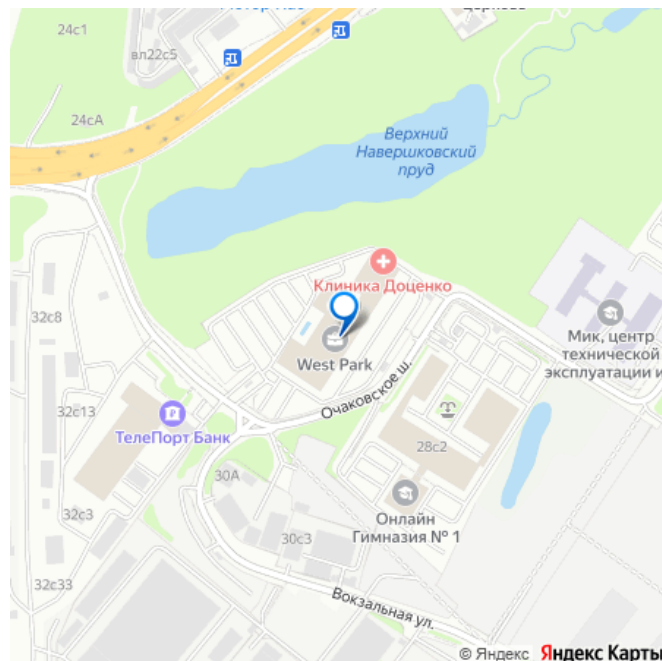 24с1
вл22с5
24сА
Верхний
Навершковский
пруд
Клиника Доценко
32с8
West Park
Мик, центр
технической
эксплуатации и
Очаковское ш.
32с13
ТелеПорт Банк
28с2
30А
32с3
Онлайн
Гимназия № 1
30с3
32с33
Вокзальная ул.
© Яндекс Яндекс Карты